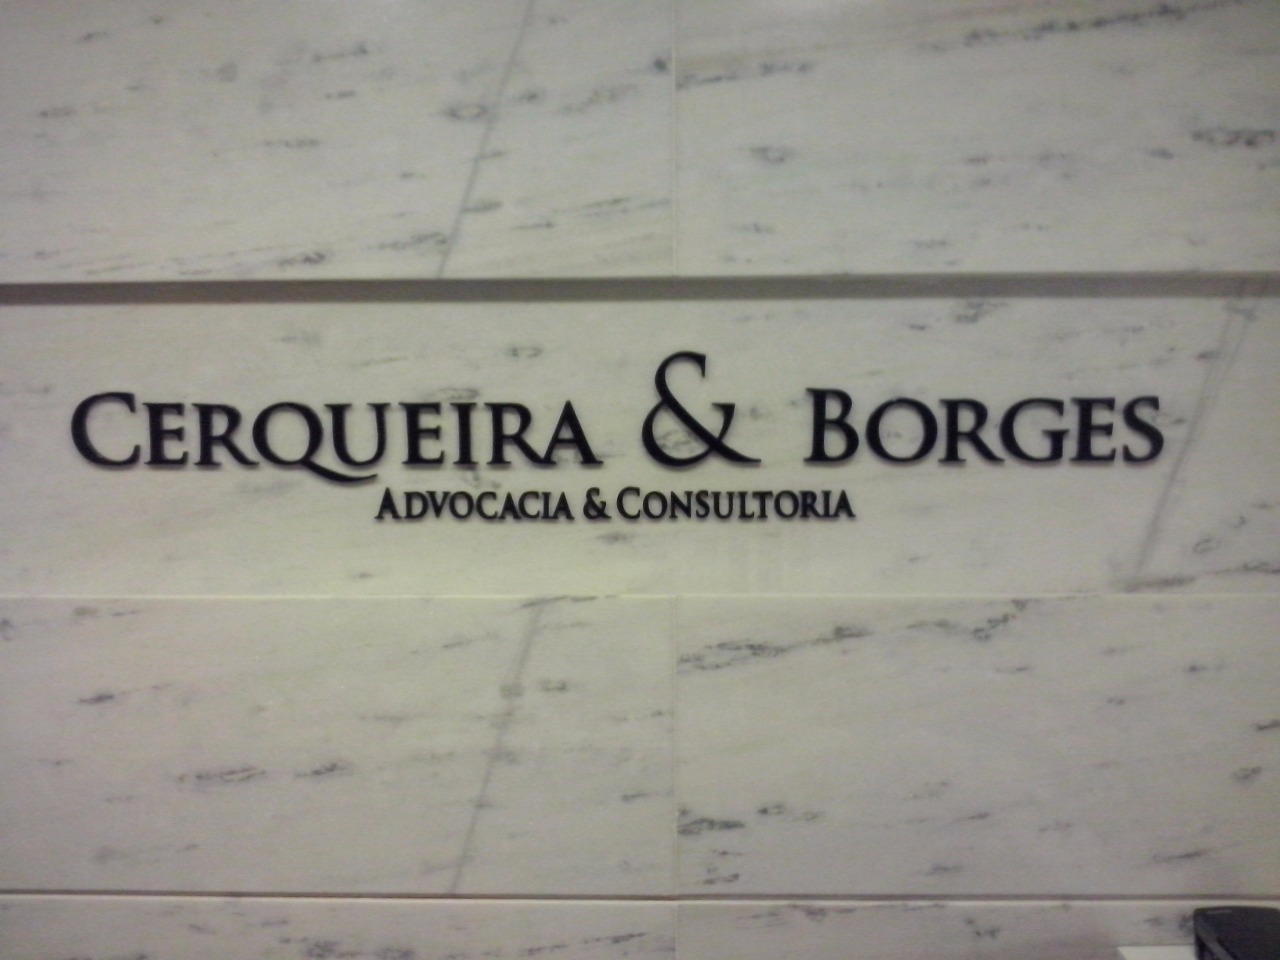 CERQUEIRA & BORGES
ADVOCACIA & CONSULTORIA